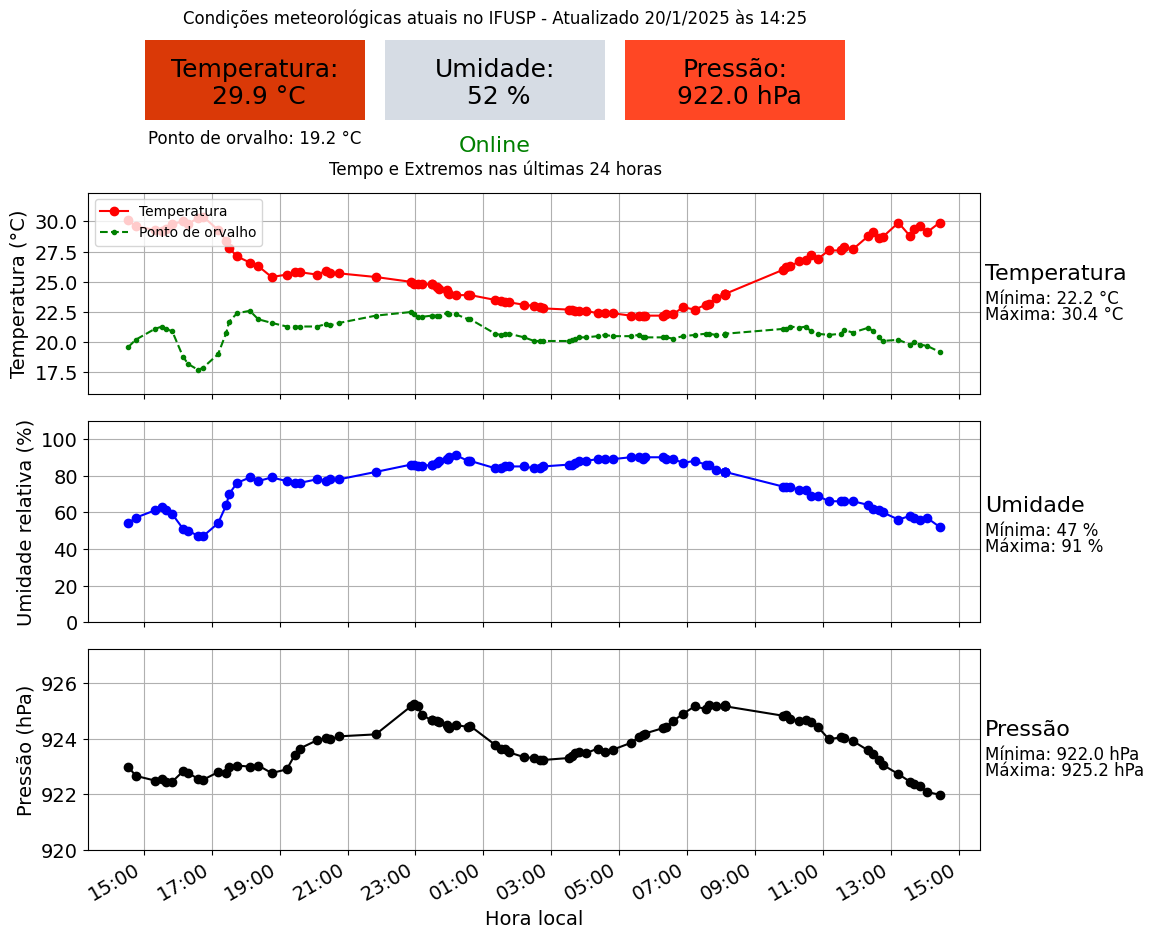 Condições meteorológicas atuais no IFUSP - Atualizado 20/1/2025 às 14:25
Temperatura:
29.9 °C
Umidade:
52 %
Pressão:
922.0 hPa
Ponto de orvalho: 19.2 °C
Online
Tempo e Extremos nas últimas 24 horas
Temperatura (°C)
30.0
27.5
25.0
22.5
20.0
17.5
Temperatura
Ponto de orvalho
Temperatura
Mínima: 22.2 °C
Máxima: 30.4 °C
Umidade relativa (%)
100
80
60
40
20
0
Umidade
Mínima: 47 %
Máxima: 91 %
Pressão (hPa)
926
924
922
920
Pressão
Mínima: 922.0 hPa
Máxima: 925.2 hPa
15:00 17:00 19:00 21:00 23:00 01:00 03:00 05:00 07:00 09:00 11:00 13:00 15:00
Hora local